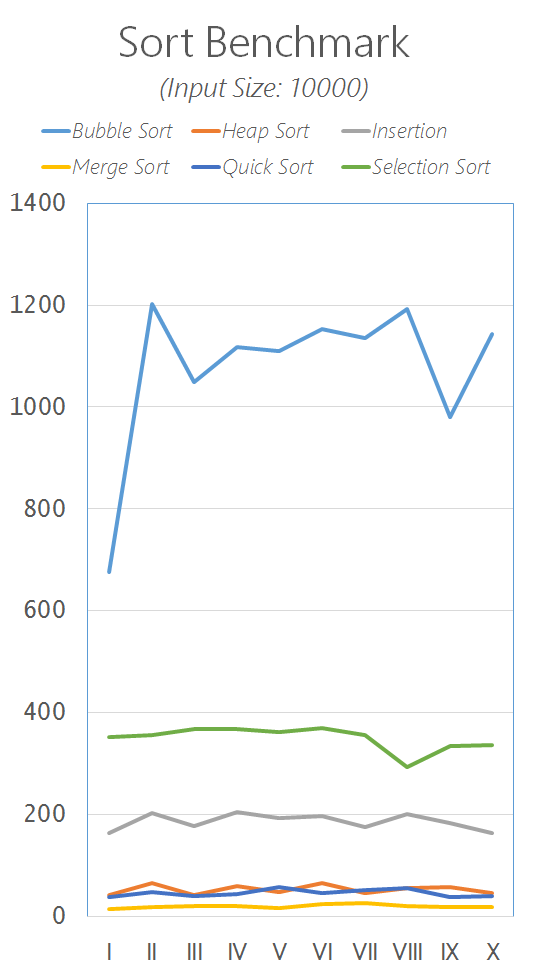 Sort Benchmark
(Input Size: 10000)
Bubble Sort Heap Sort Insertion
Merge Sort Quick Sort Selection Sort
1400
1200
1000
800
600
400
200
0
I II III IV V VI VII VIII IX X